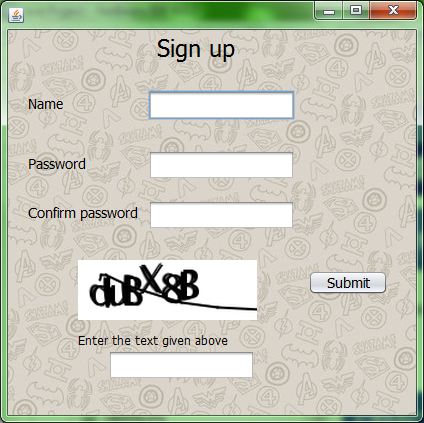 Sign up
Name
Password
Confirm password
Submit
Enter the text given above